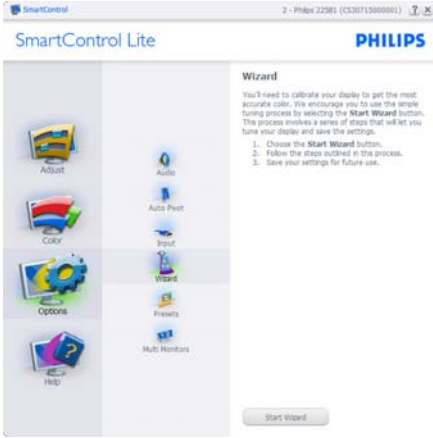 SmartControl
2 - Philips 225B1 (CS30715000001) ? X
SmartControl Lite
PHILIPS
Adjust
Color
Options
Help
Audio
Auto Pivot
Input
Wizard
Presets
Multi Monitors
Wizard
You'll need to calibrate your display to get the most
accurate color. We encourage you to use the simple
tuning process by selecting the Start Wizard button.
This process involves a series of steps that will let you
tune your display and save the settings.
1. Choose the Start Wizard button.
2. Follow the steps outlined in this process.
3. Save your settings for future use.
Start Wizard